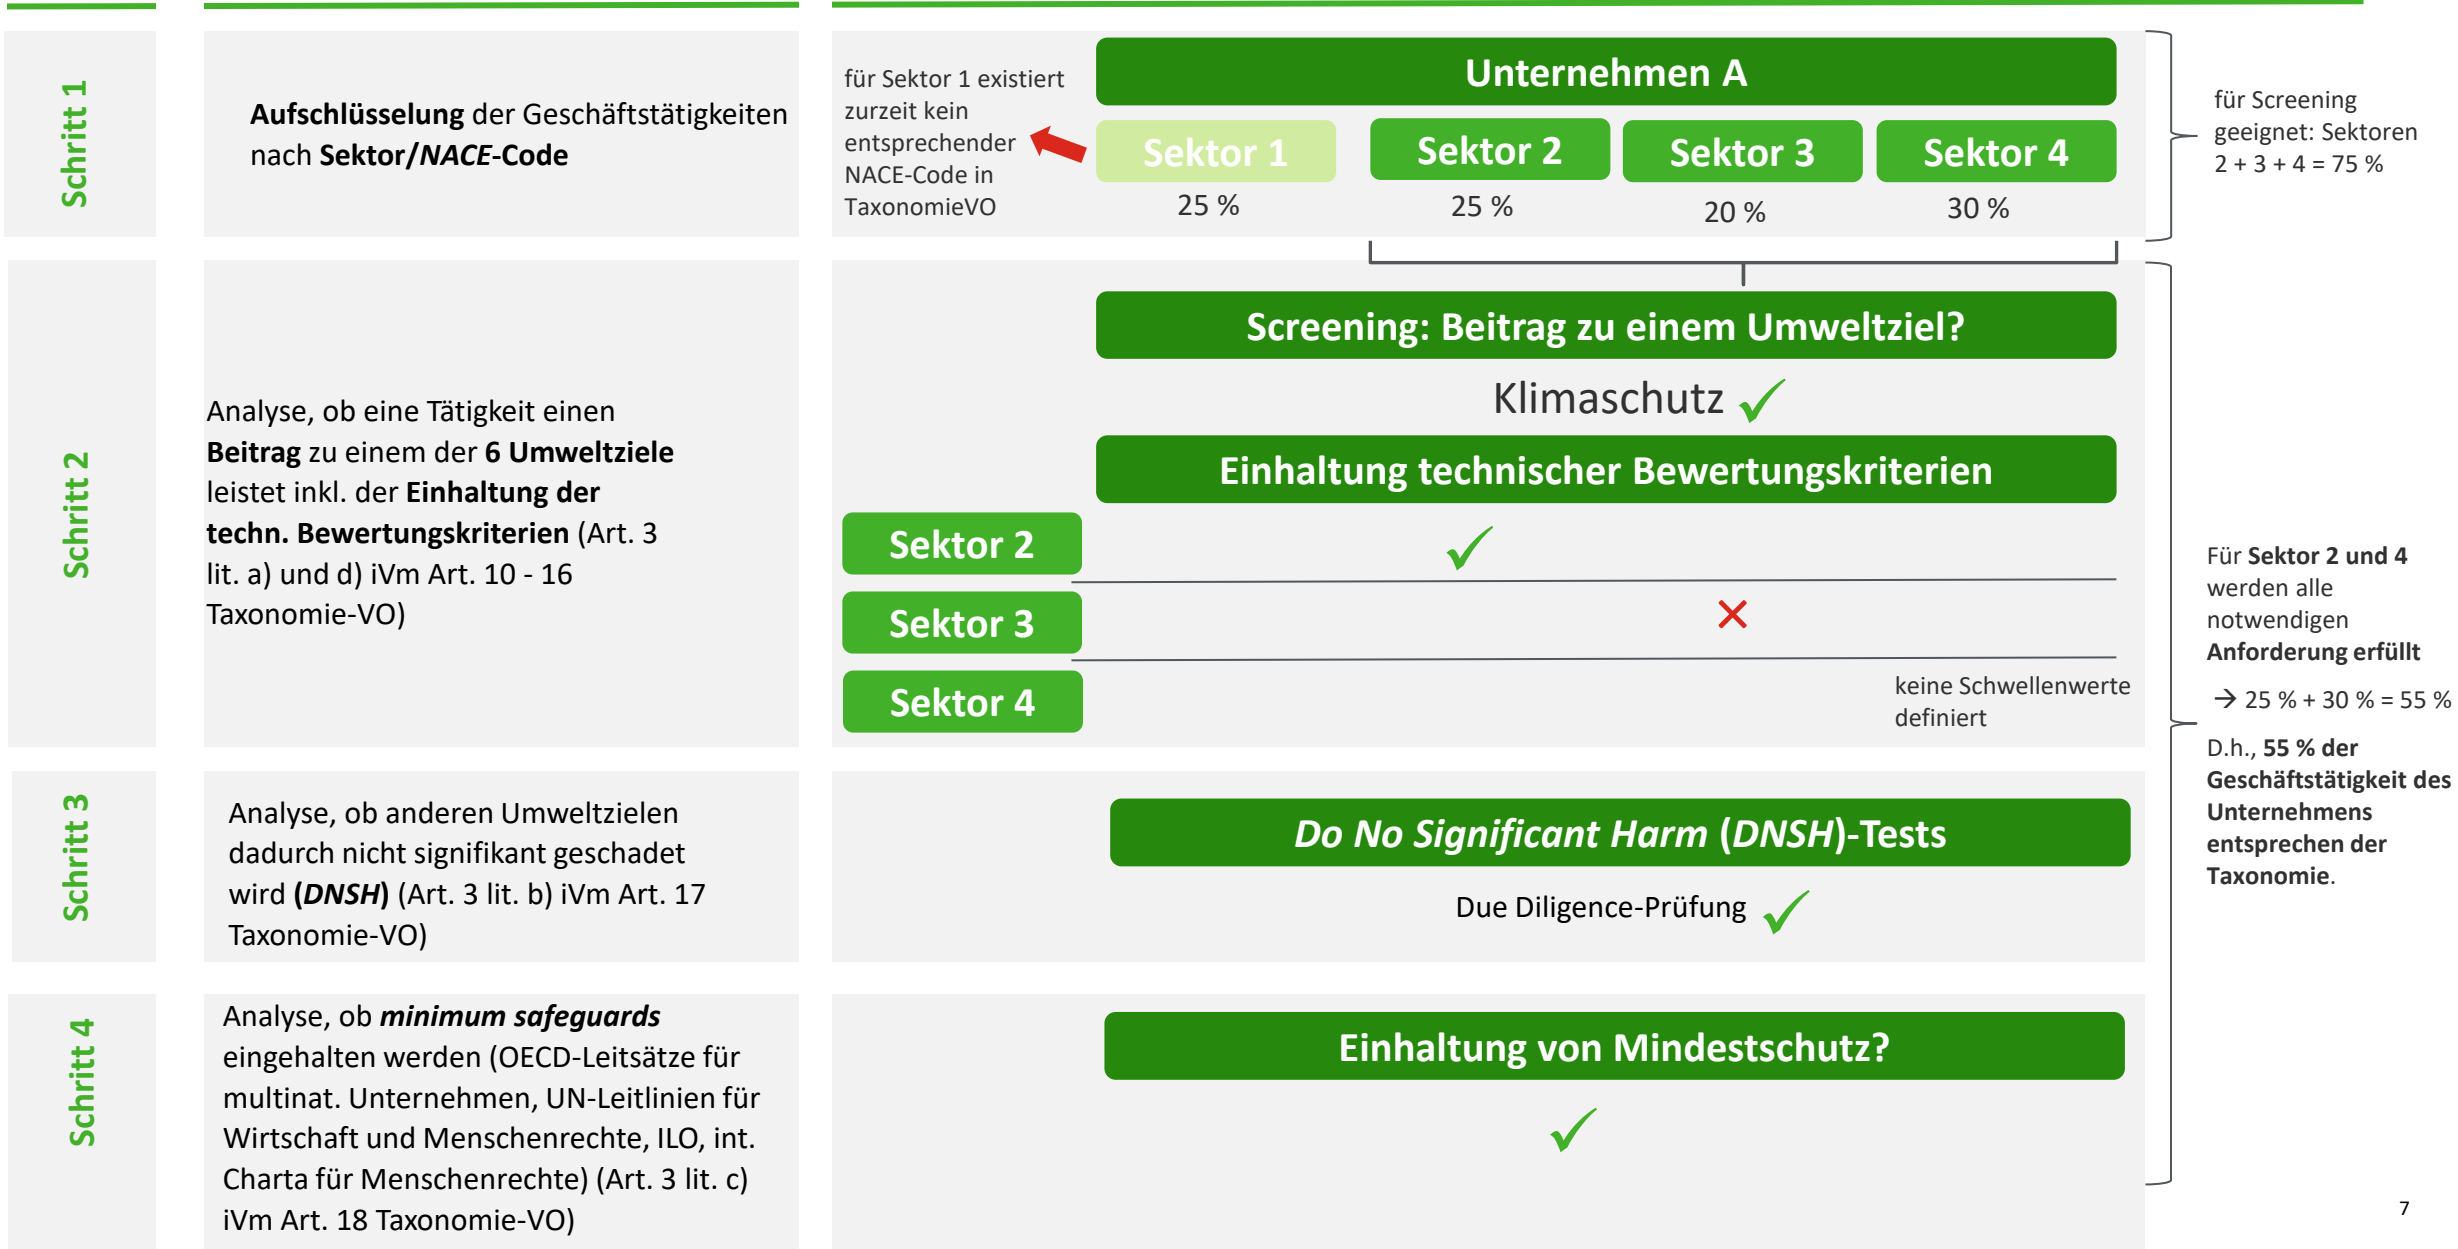 Schritt 1
Aufschlüsselung der Geschäftstätigkeiten
nach Sektor/NACE-Code
für Sektor 1 existiert
zurzeit kein
entsprechender
NACE-Code in
TaxonomieVO
Unternehmen A
Sektor 1
Sektor 2
Sektor 3
Sektor 4
25 %
25 %
20 %
30 %
für Screening
geeignet: Sektoren
2 + 3 + 4 = 75 %
Schritt 2
Analyse, ob eine Tätigkeit einen
Beitrag zu einem der 6 Umweltziele
leistet inkl. der Einhaltung der
techn. Bewertungskriterien (Art. 3
lit. a) und d) iVm Art. 10 - 16
Taxonomie-VO)
Screening: Beitrag zu einem Umweltziel?
Klimaschutz ✓
Einhaltung technischer Bewertungskriterien
Sektor 2
✓
Sektor 3
✕
Sektor 4
keine Schwellenwerte
definiert
Für Sektor 2 und 4
werden alle
notwendigen
Anforderung erfüllt
→ 25 % + 30 % = 55 %
D.h., 55 % der
Geschäftstätigkeit des
Unternehmens
entsprechen der
Taxonomie.
Schritt 3
Analyse, ob anderen Umweltzielen
dadurch nicht signifikant geschadet
wird (DNSH) (Art. 3 lit. b) iVm Art. 17
Taxonomie-VO)
Do No Significant Harm (DNSH)-Tests
Due Diligence-Prüfung ✓
Schritt 4
Analyse, ob minimum safeguards
eingehalten werden (OECD-Leitsätze für
multinat. Unternehmen, UN-Leitlinien für
Wirtschaft und Menschenrechte, ILO, int.
Charta für Menschenrechte) (Art. 3 lit. c)
iVm Art. 18 Taxonomie-VO)
Einhaltung von Mindestschutz?
✓
7